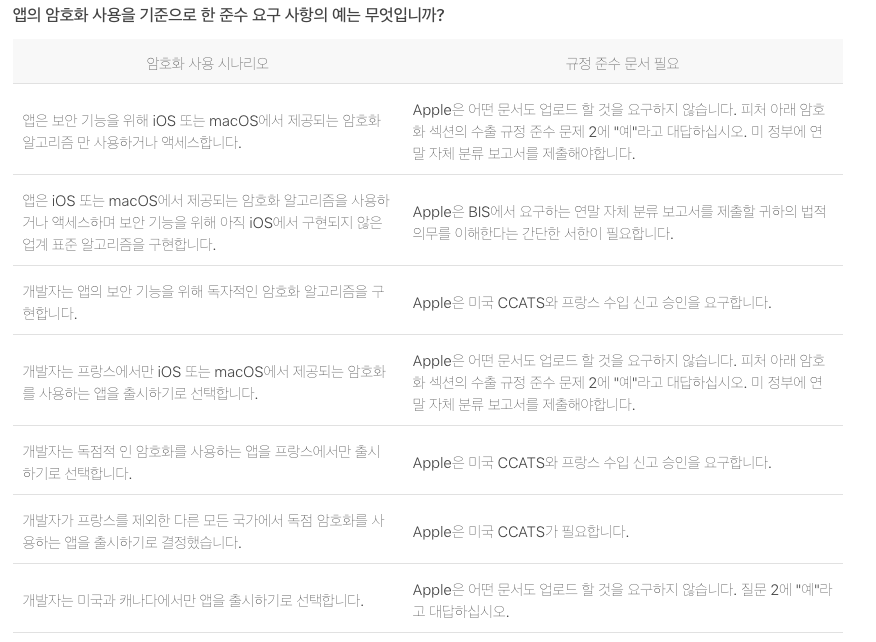 앱의 암호화 사용을 기준으로 한 준수 요구 사항의 예는 무엇입니까?
암호화 사용 시나리오
규정 준수 문서 필요
앱은 보안 기능을 위해 iOS 또는 macOS에서 제공되는 암호화
알고리즘 만 사용하거나 액세스합니다.
Apple은 어떤 문서도 업로드 할 것을 요구하지 않습니다. 피처 아래 암호
화 섹션의 수출 규정 준수 문제 2에 "예"라고 대답하십시오. 미 정부에 연
말 자체 분류 보고서를 제출해야합니다.
앱은 iOS 또는 macOS에서 제공되는 암호화 알고리즘을 사용하
거나 액세스하며 보안 기능을 위해 아직 iOS에서 구현되지 않은
업계 표준 알고리즘을 구현합니다.
Apple은 BIS에서 요구하는 연말 자체 분류 보고서를 제출할 귀하의 법적
의무를 이해한다는 간단한 서한이 필요합니다.
개발자는 앱의 보안 기능을 위해 독자적인 암호화 알고리즘을 구
현합니다.
Apple은 미국 CCATS와 프랑스 수입 신고 승인을 요구합니다.
개발자는 프랑스에서만 iOS 또는 macOS에서 제공되는 암호화
를 사용하는 앱을 출시하기로 선택합니다.
Apple은 어떤 문서도 업로드 할 것을 요구하지 않습니다. 피처 아래 암호
화 섹션의 수출 규정 준수 문제 2에 "예"라고 대답하십시오. 미 정부에 연
말 자체 분류 보고서를 제출해야합니다.
개발자는 독점적 인 암호화를 사용하는 앱을 프랑스에서만 출시
하기로 선택합니다.
Apple은 미국 CCATS와 프랑스 수입 신고 승인을 요구합니다.
개발자가 프랑스를 제외한 다른 모든 국가에서 독점 암호화를 사
용하는 앱을 출시하기로 결정했습니다.
Apple은 미국 CCATS가 필요합니다.
개발자는 미국과 캐나다에서만 앱을 출시하기로 선택합니다.
Apple은 어떤 문서도 업로드 할 것을 요구하지 않습니다. 질문 2에 "예"라
고 대답하십시오.